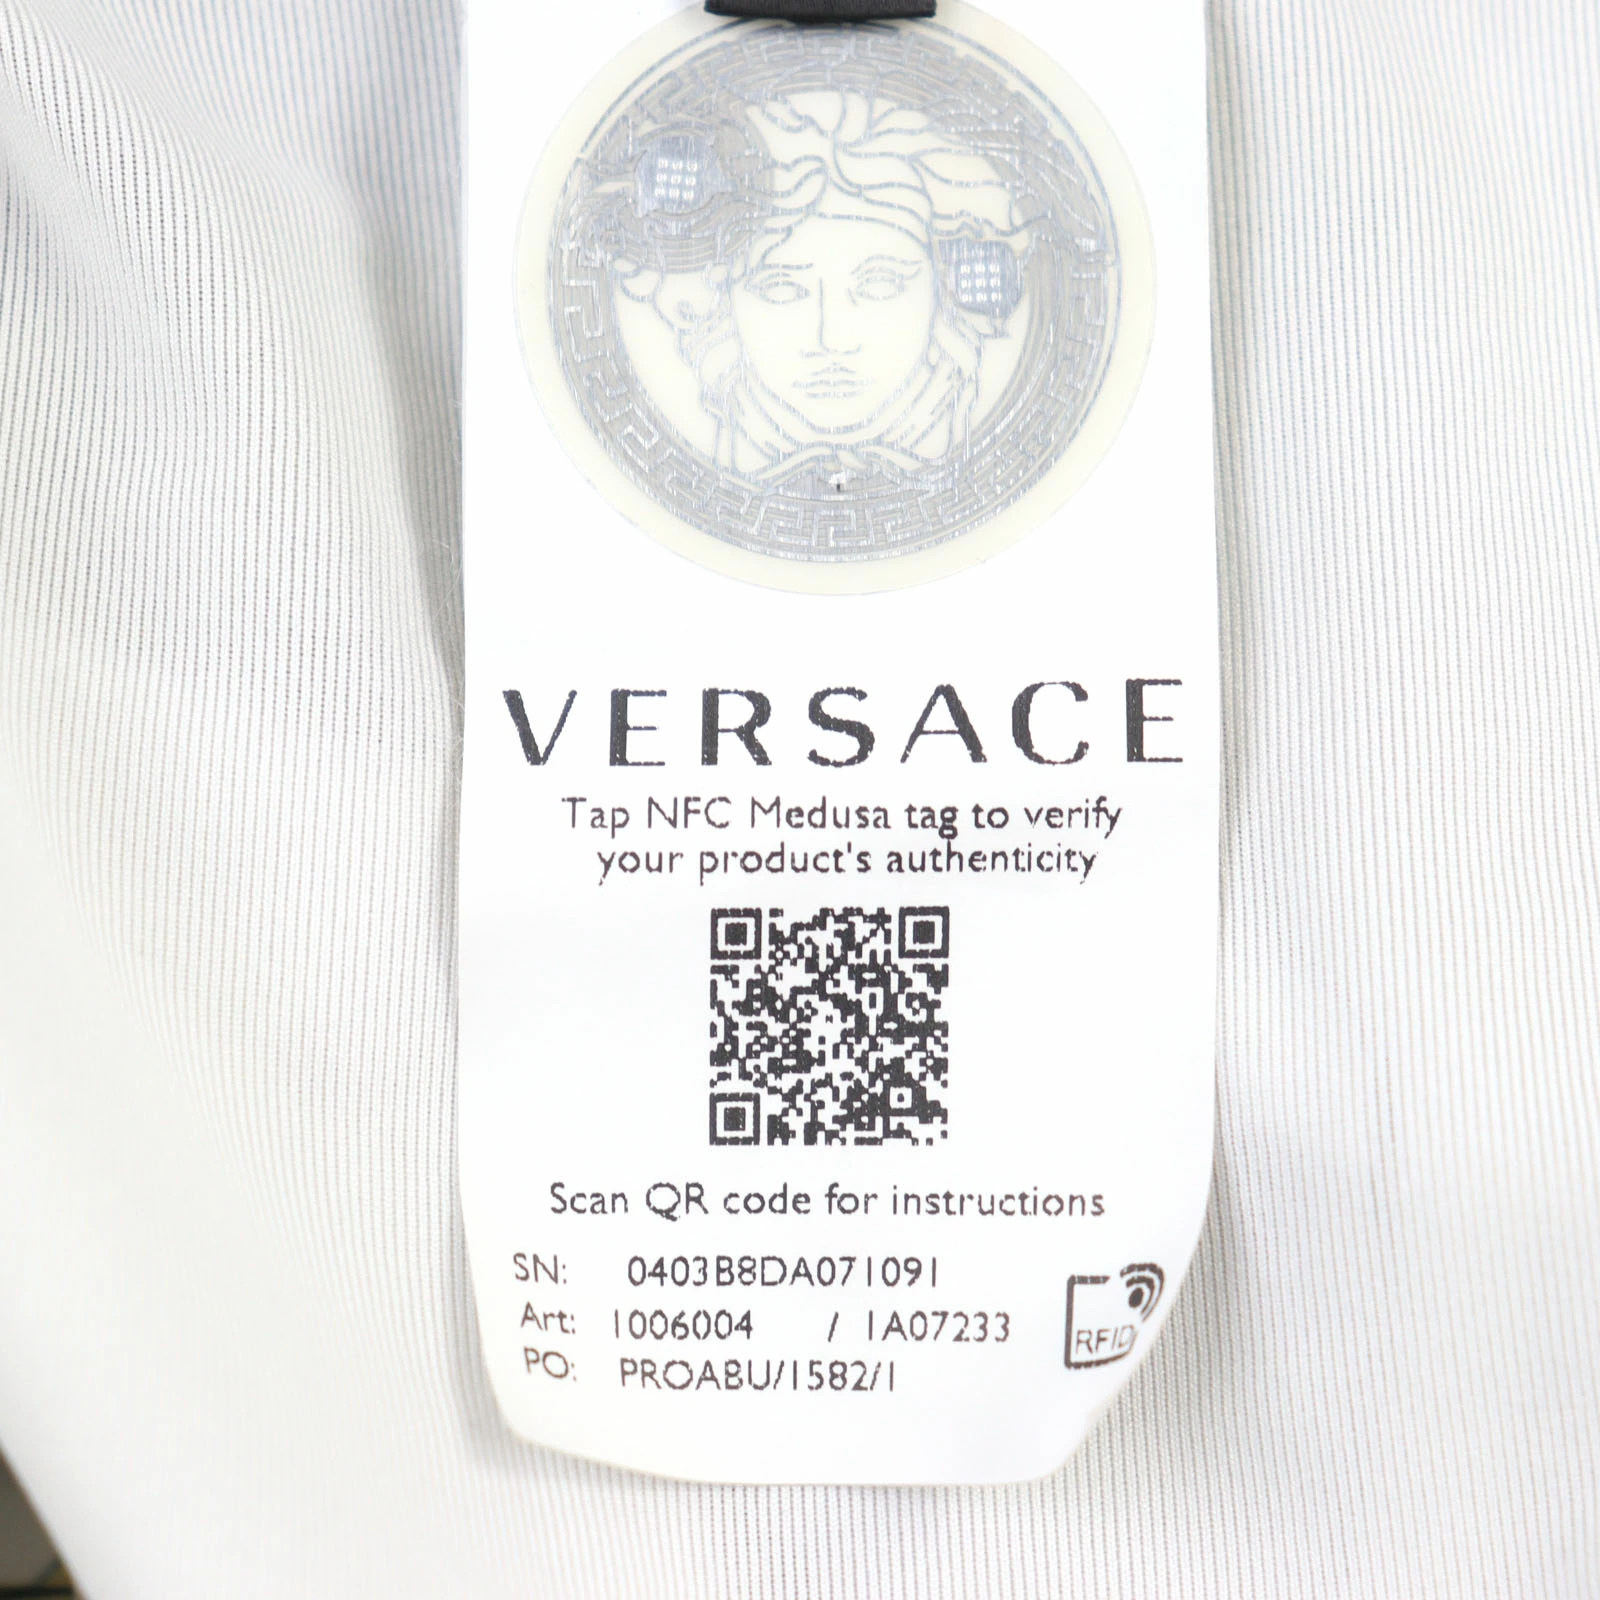 VERSACE
Tap NFC Medusa tag to verify
your product's authenticity
Scan QR code for instructions
SN: 0403B8DA071091
Art: 1006004 / 1A07233
PO: PROABU/1582/1
RFID